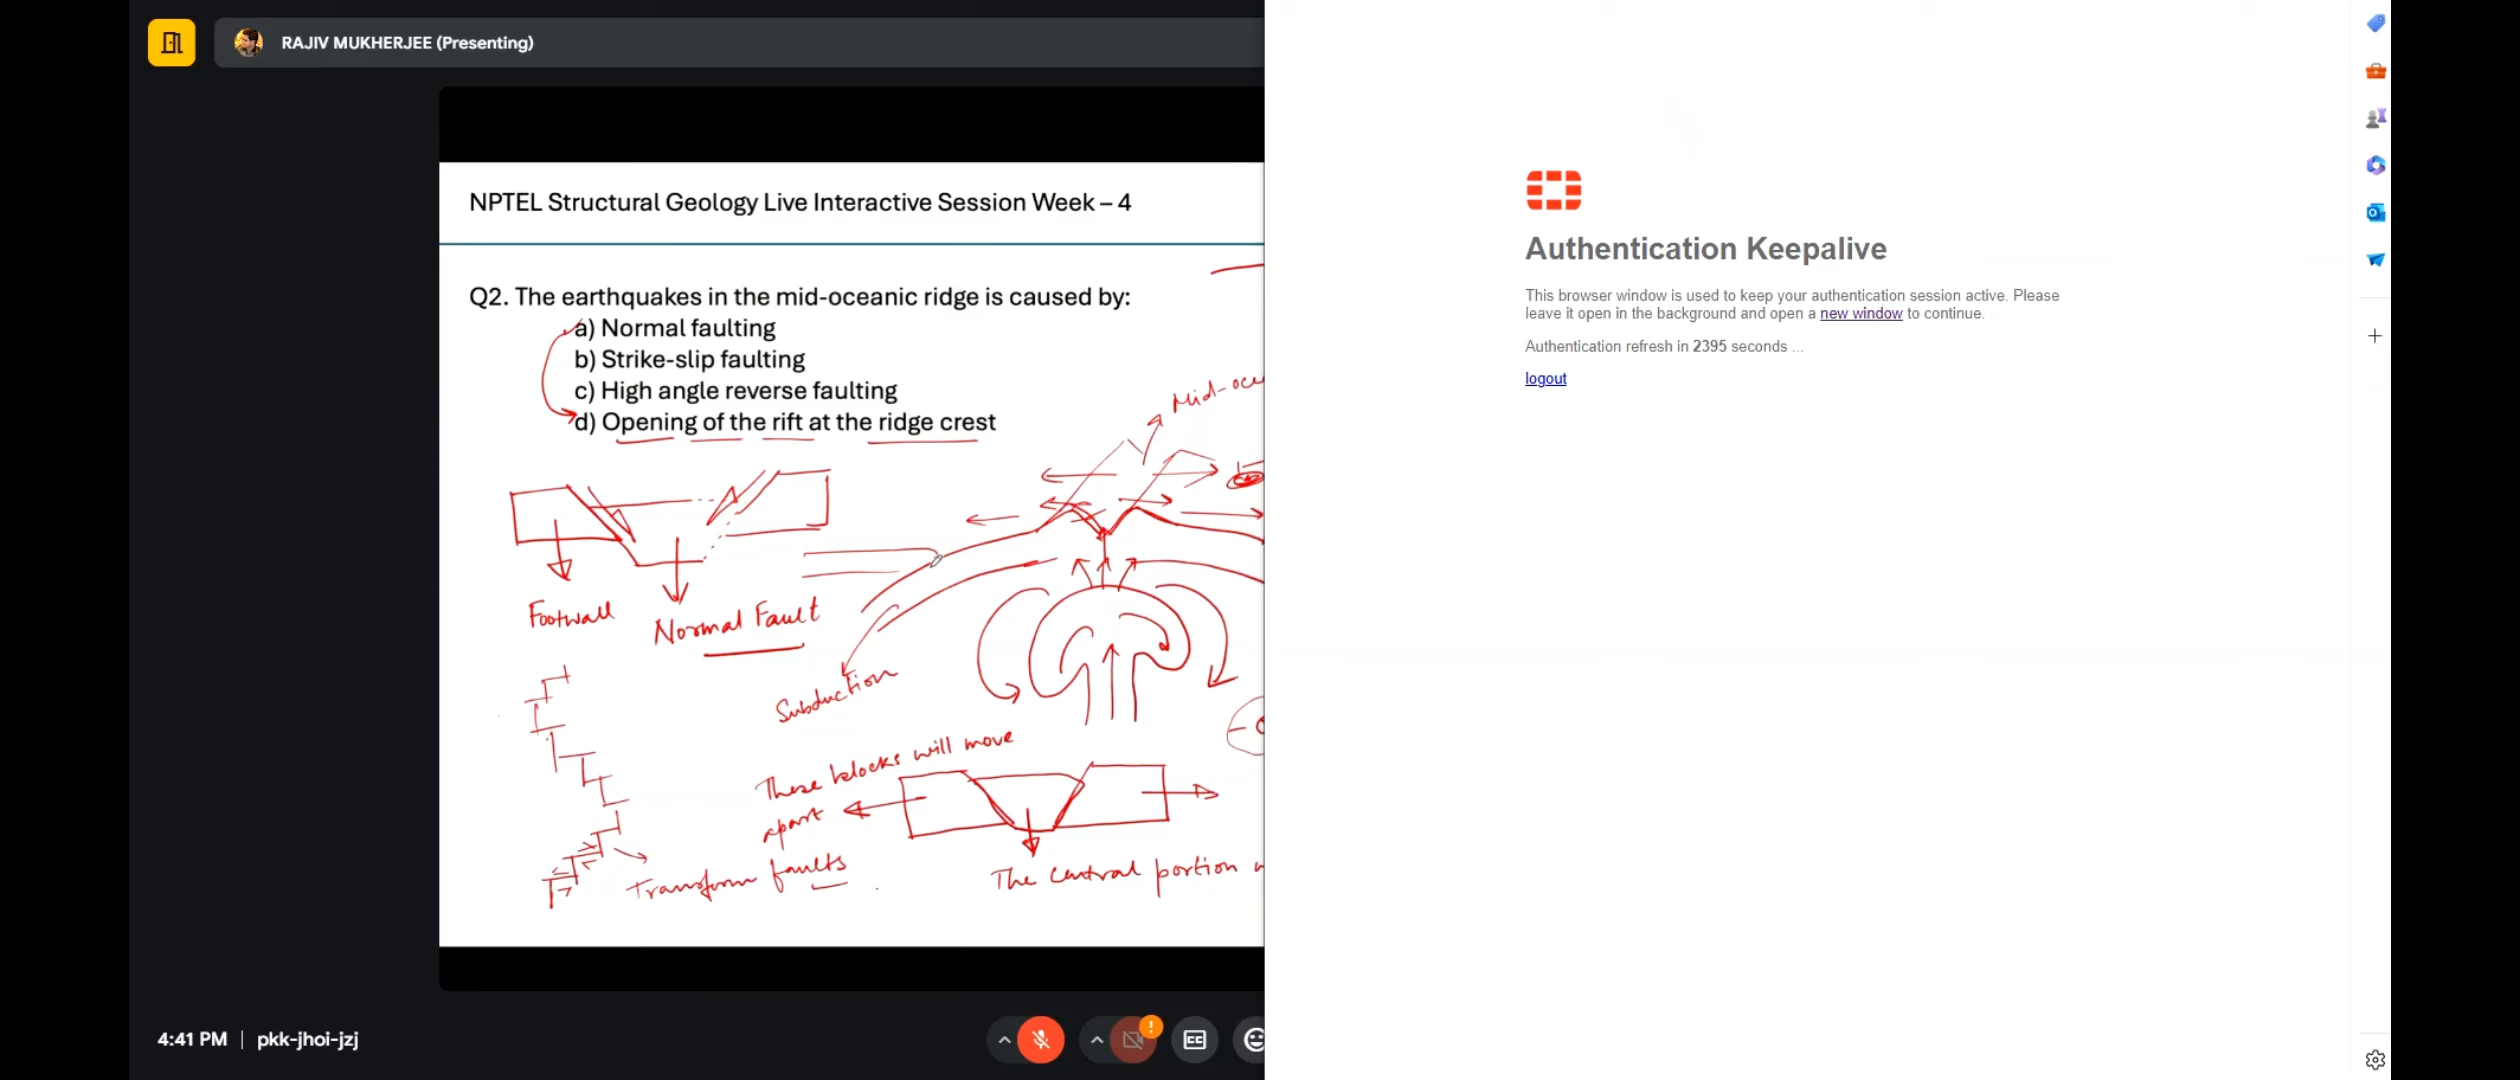 RAJIV MUKHERJEE (Presenting)
NPTEL Structural Geology Live Interactive Session Week – 4
Q2. The earthquakes in the mid-oceanic ridge is caused by:
a) Normal faulting
b) Strike-slip faulting
c) High angle reverse faulting
d) Opening of the rift at the ridge crest
Mid-oce
Footwall
Normal Fault
Subduction
These blocks will move
apart
Transform faults
The central portion
4:41 PM | pkk-jhoi-jzj
CC
Authentication Keepalive
This browser window is used to keep your authentication session active. Please
leave it open in the background and open a new window to continue.
Authentication refresh in 2395 seconds ...
logout